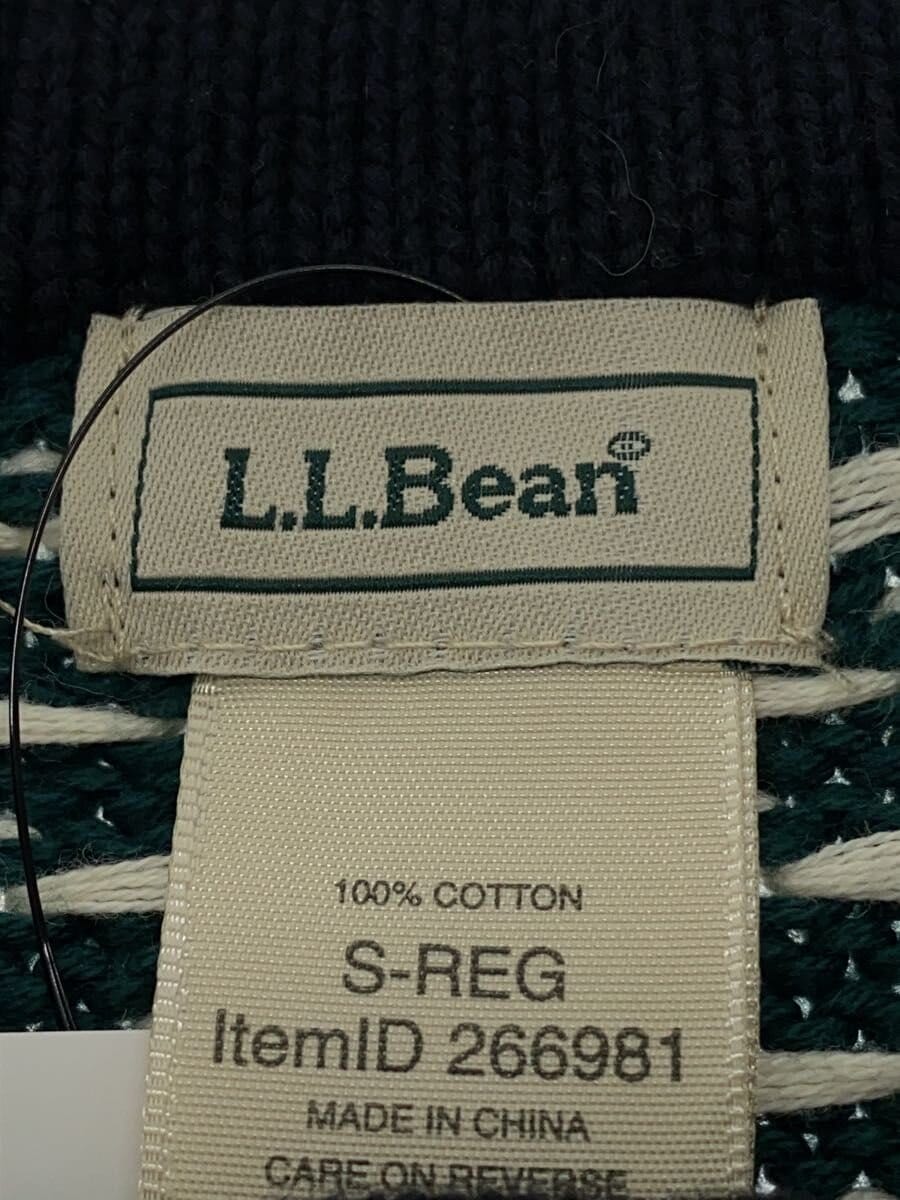 L.L.Bean®
100% COTTON
S-REG
ItemID 266981
MADE IN CHINA
CARE ON REVERSE